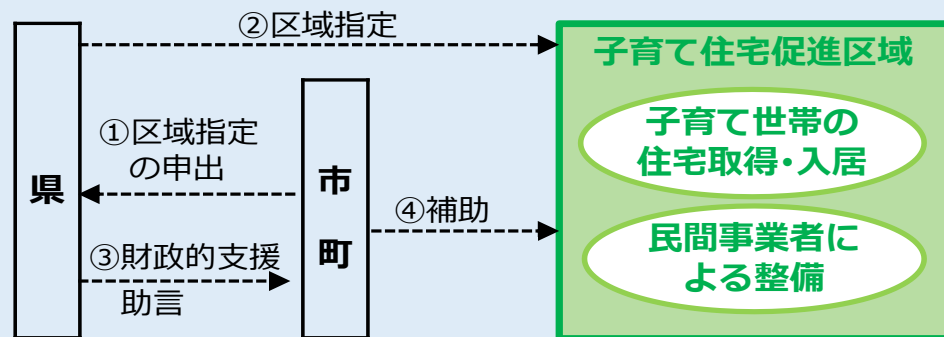 ②区域指定
子育て住宅促進区域
子育て世帯の
住宅取得・入居
①区域指定
の申出
県
市
町
④補助
民間事業者に
よる整備
③財政的支援
助言